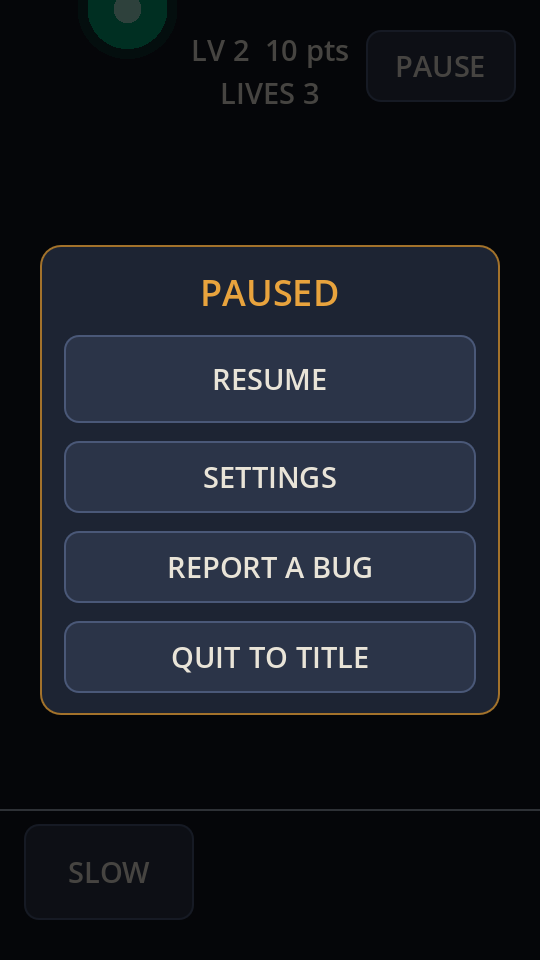 LV 2  10 pts
LIVES 3
PAUSE
PAUSED
RESUME
SETTINGS
REPORT A BUG
QUIT TO TITLE
SLOW